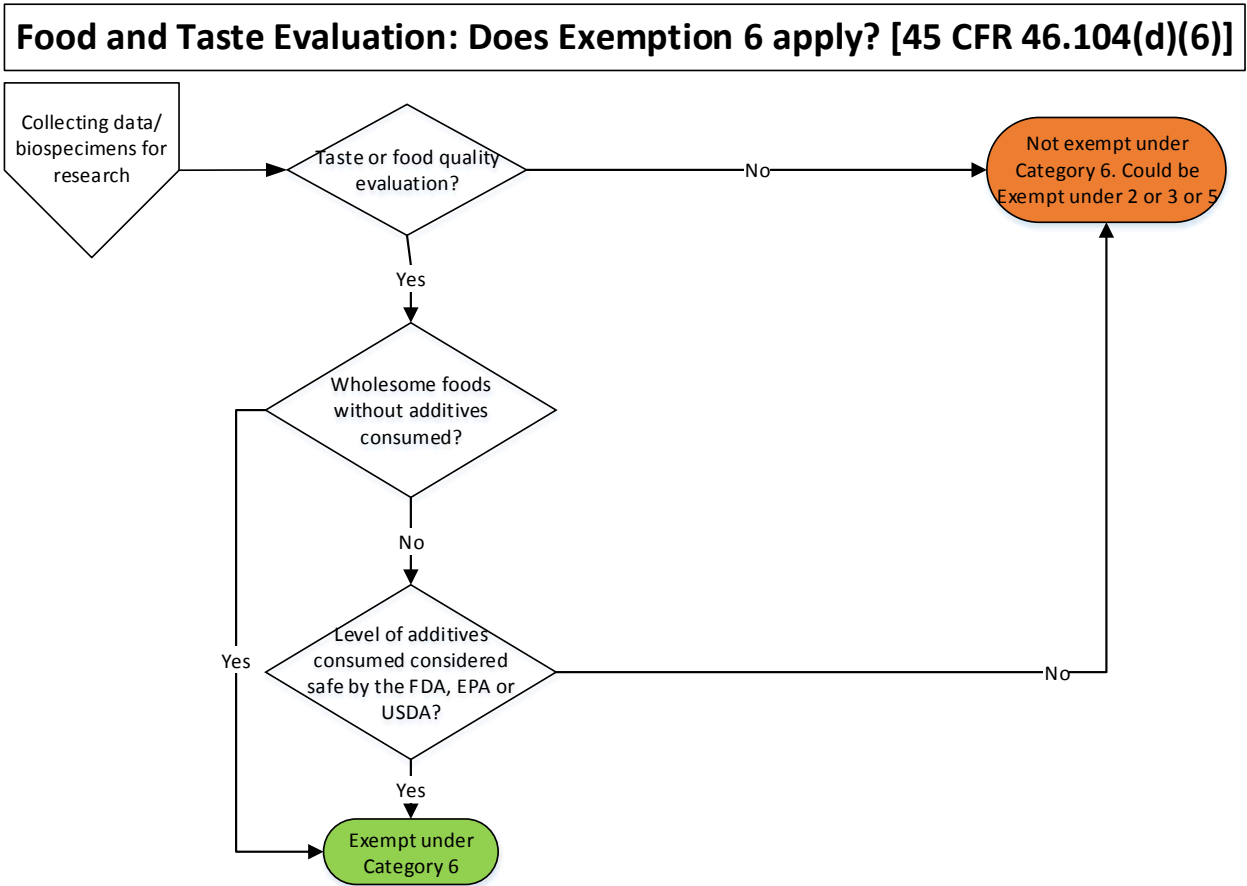 Food and Taste Evaluation: Does Exemption 6 apply? [45 CFR 46.104(d)(6)]
Collecting data/
biospecimens for
research
Taste or food quality
evaluation?
No
Not exempt under
Category 6. Could be
Exempt under 2 or 3 or 5
Yes
Wholesome foods
without additives
consumed?
No
Yes
Level of additives
consumed considered
safe by the FDA, EPA or
USDA?
No
Yes
Exempt under
Category 6